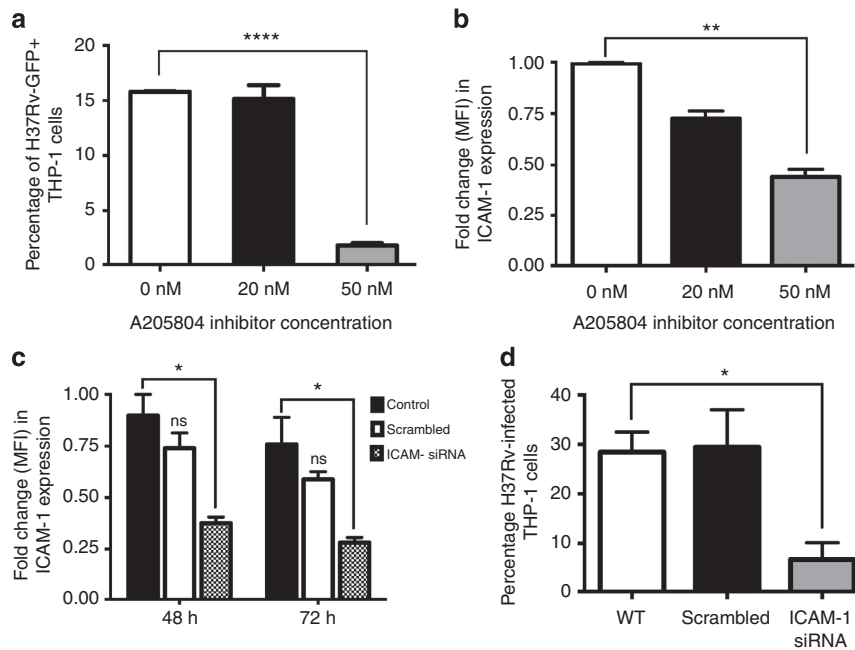 a
Percentage of H37Rv-GFP+
THP-1 cells
20
15
10
5
0
****
0 nM
20 nM
50 nM
A205804 inhibitor concentration
b
Fold change (MFI) in
ICAM-1 expression
1.00
0.75
0.50
0.25
0.00
**
0 nM
20 nM
50 nM
A205804 inhibitor concentration
c
Fold change (MFI) in
ICAM-1 expression
1.00
0.75
0.50
0.25
0.00
*
ns
*
ns
48 h
72 h
Control
Scrambled
ICAM- siRNA
d
Percentage H37Rv-infected
THP-1 cells
40
30
20
10
0
*
WT
Scrambled
ICAM-1
siRNA